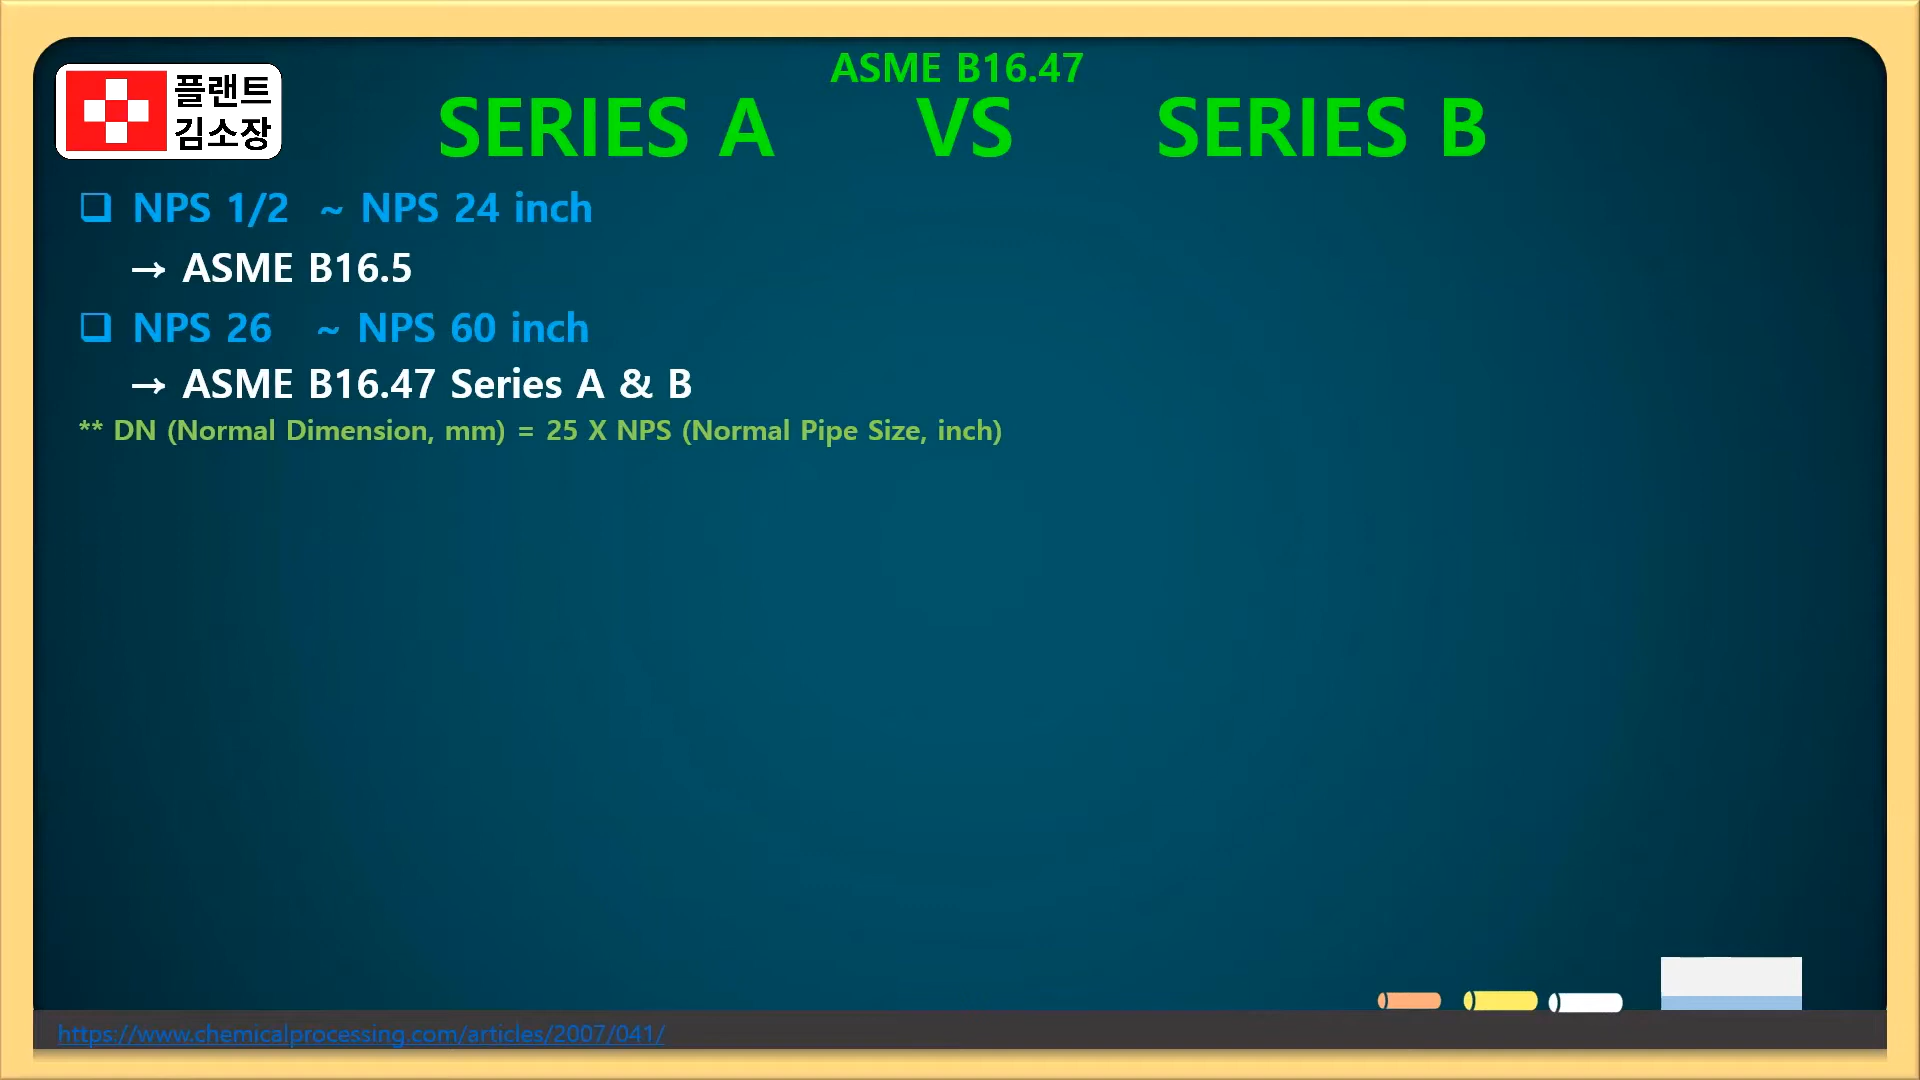 플랜트
김소장
ASME B16.47
SERIES A VS SERIES B
❑ NPS 1/2 ~ NPS 24 inch
→ ASME B16.5
❑ NPS 26 ~ NPS 60 inch
→ ASME B16.47 Series A & B
** DN (Normal Dimension, mm) = 25 X NPS (Normal Pipe Size, inch)
https://www.chemicalprocessing.com/articles/2007/041/